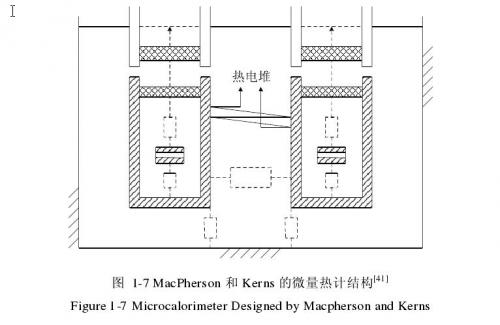 热电堆
图 1-7 MacPherson 和 Kerns 的微量热计结构[41]
Figure 1-7 Microcalorimeter Designed by Macpherson and Kerns